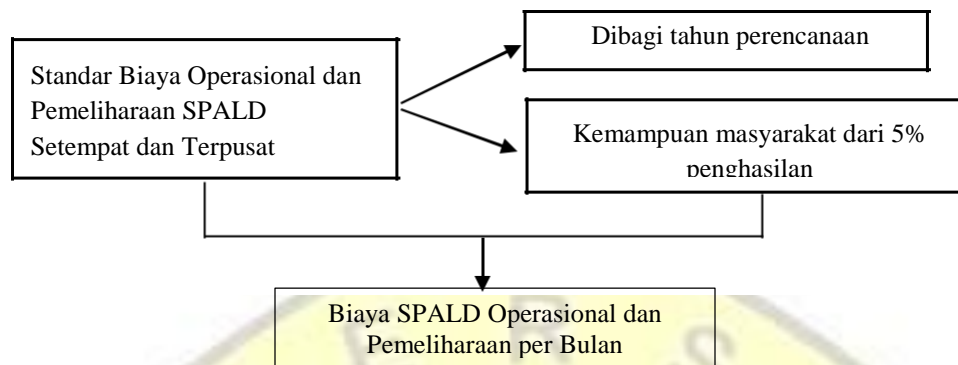 Dibagi tahun perencanaan
Standar Biaya Operasional dan
Pemeliharaan SPALD
Setempat dan Terpusat
Kemampuan masyarakat dari 5%
penghasilan
Biaya SPALD Operasional dan
Pemeliharaan per Bulan
E R S